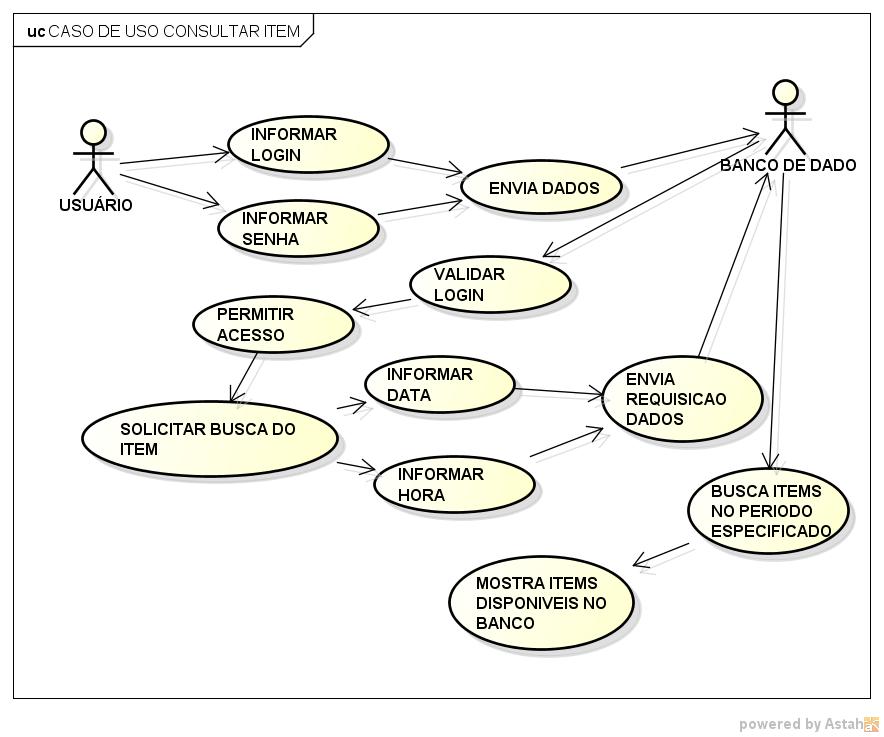 uc CASO DE USO CONSULTAR ITEM
INFORMAR
LOGIN
ENVIA DADOS
BANCO DE DADO
USUÁRIO
INFORMAR
SENHA
VALIDAR
LOGIN
PERMITIR
ACESSO
INFORMAR
DATA
ENVIA
REQUISICAO
DADOS
SOLICITAR BUSCA DO
ITEM
INFORMAR
HORA
BUSCA ITEMS
NO PERIODO
ESPECIFICADO
MOSTRA ITEMS
DISPONIVEIS NO
BANCO
powered by Astah